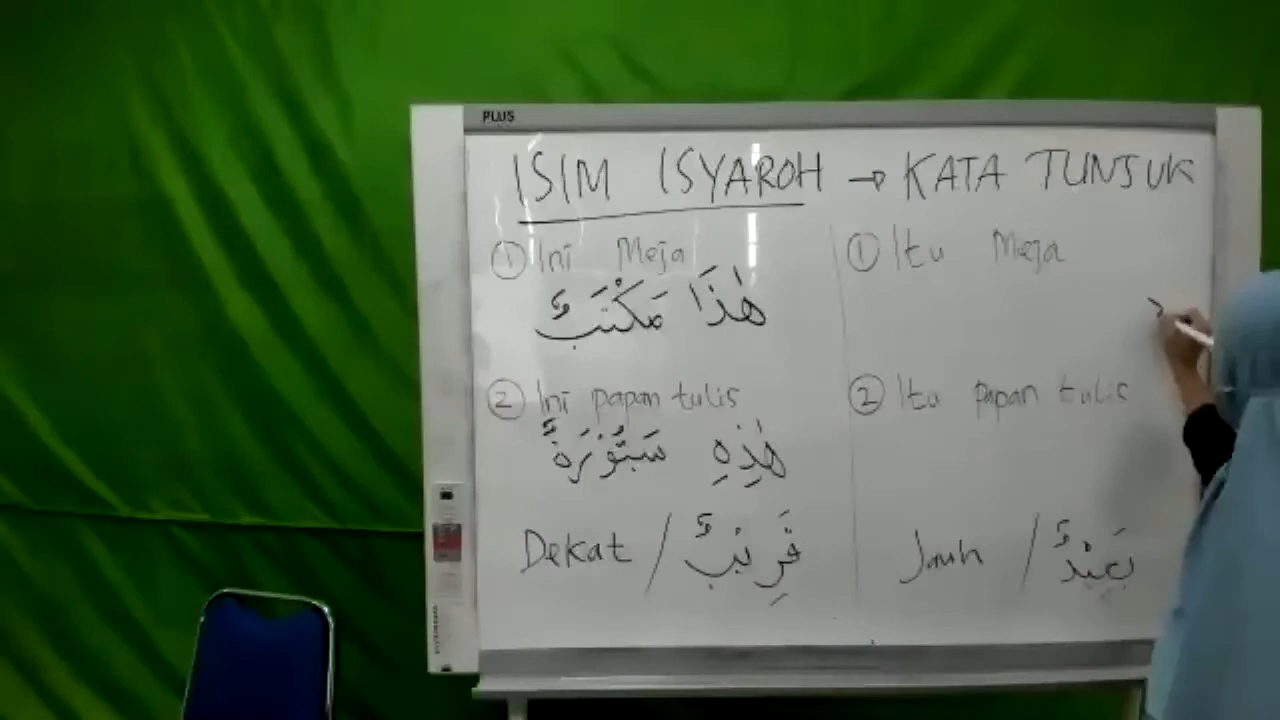 PLUS
ISIM ISYAROH → KATA TUNJUK
① Ini Meja
هٰذَا مَكْتَبٌ
② Ini papan tulis
هٰذِهِ سَبُّوْرَةٌ
Dekat / قَرِيْبٌ
① Itu Meja
② Itu papan tulis
Jauh / بَعِيْدٌ